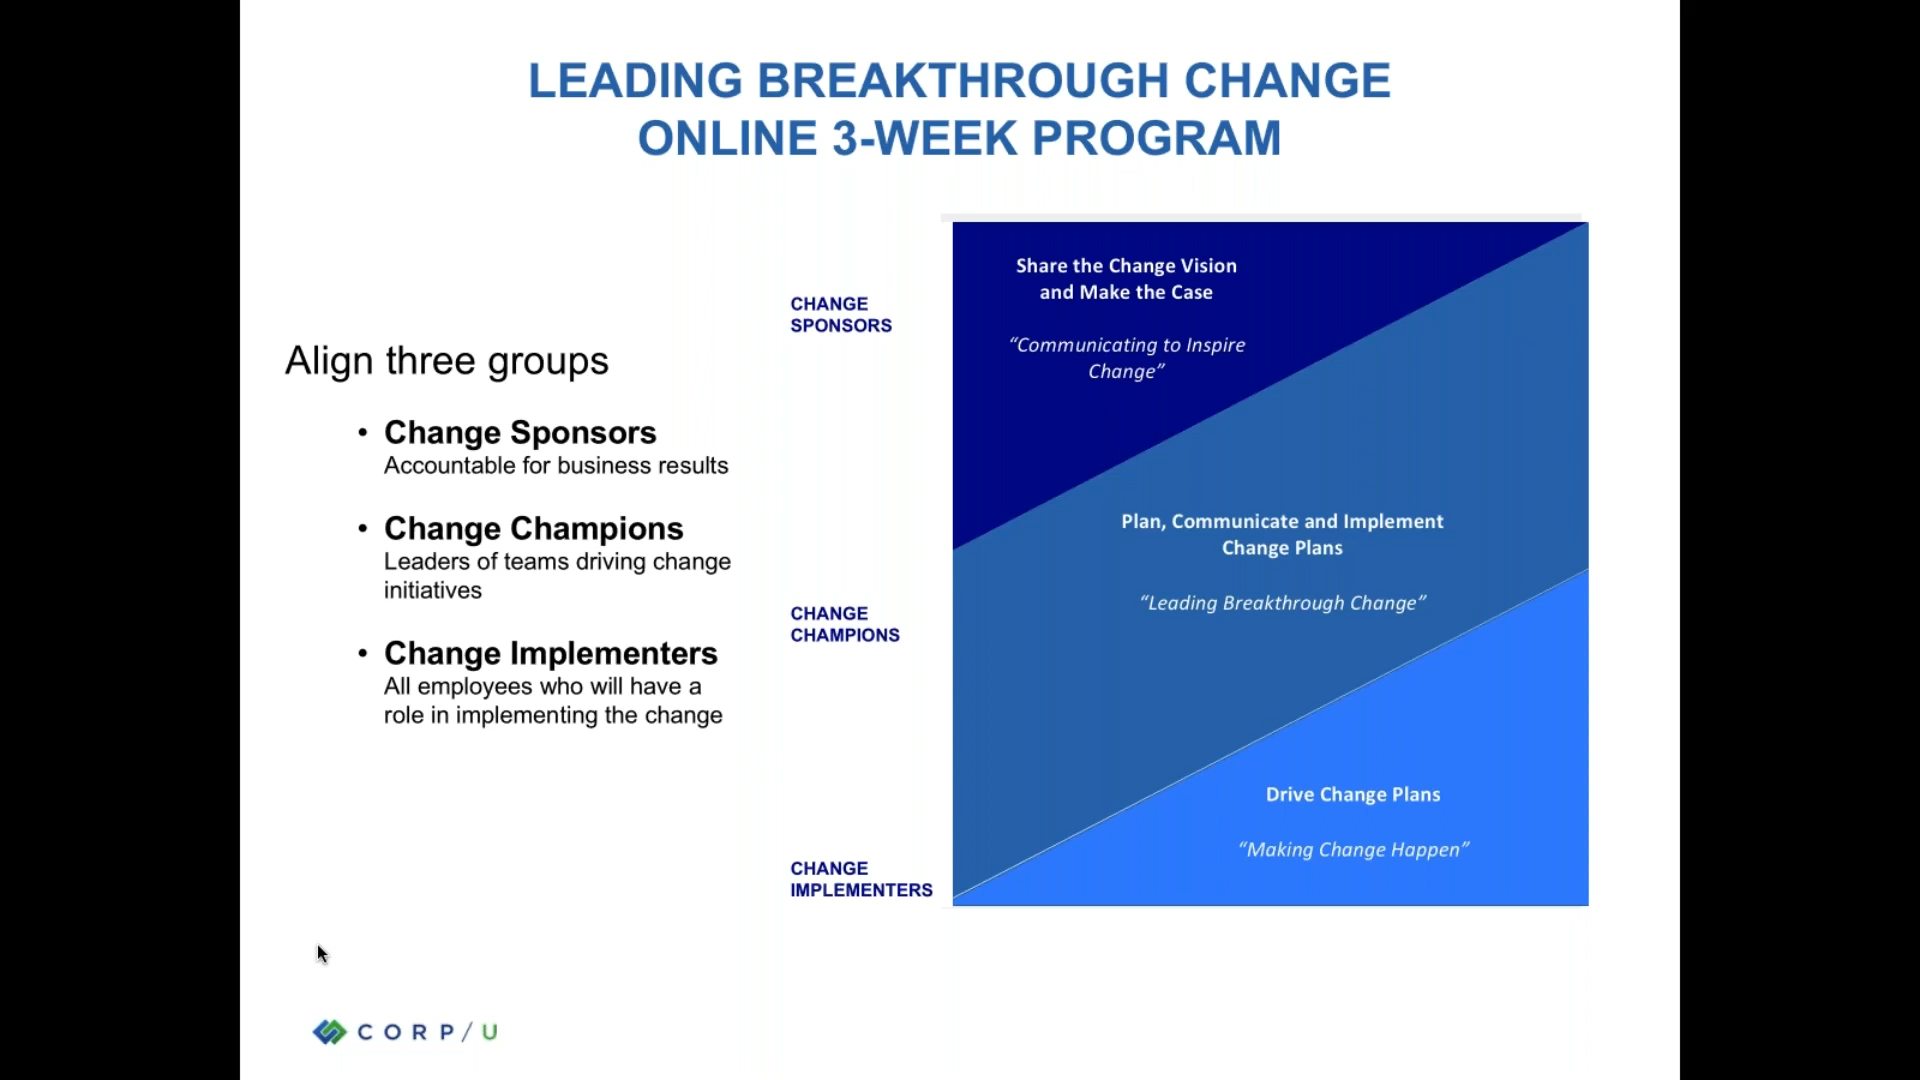 LEADING BREAKTHROUGH CHANGE
ONLINE 3-WEEK PROGRAM
Align three groups
• Change Sponsors
Accountable for business results
• Change Champions
Leaders of teams driving change
initiatives
• Change Implementers
All employees who will have a
role in implementing the change
CHANGE
SPONSORS
Share the Change Vision
and Make the Case
“Communicating to Inspire
Change”
CHANGE
CHAMPIONS
Plan, Communicate and Implement
Change Plans
“Leading Breakthrough Change”
CHANGE
IMPLEMENTERS
Drive Change Plans
“Making Change Happen”
CORP/U